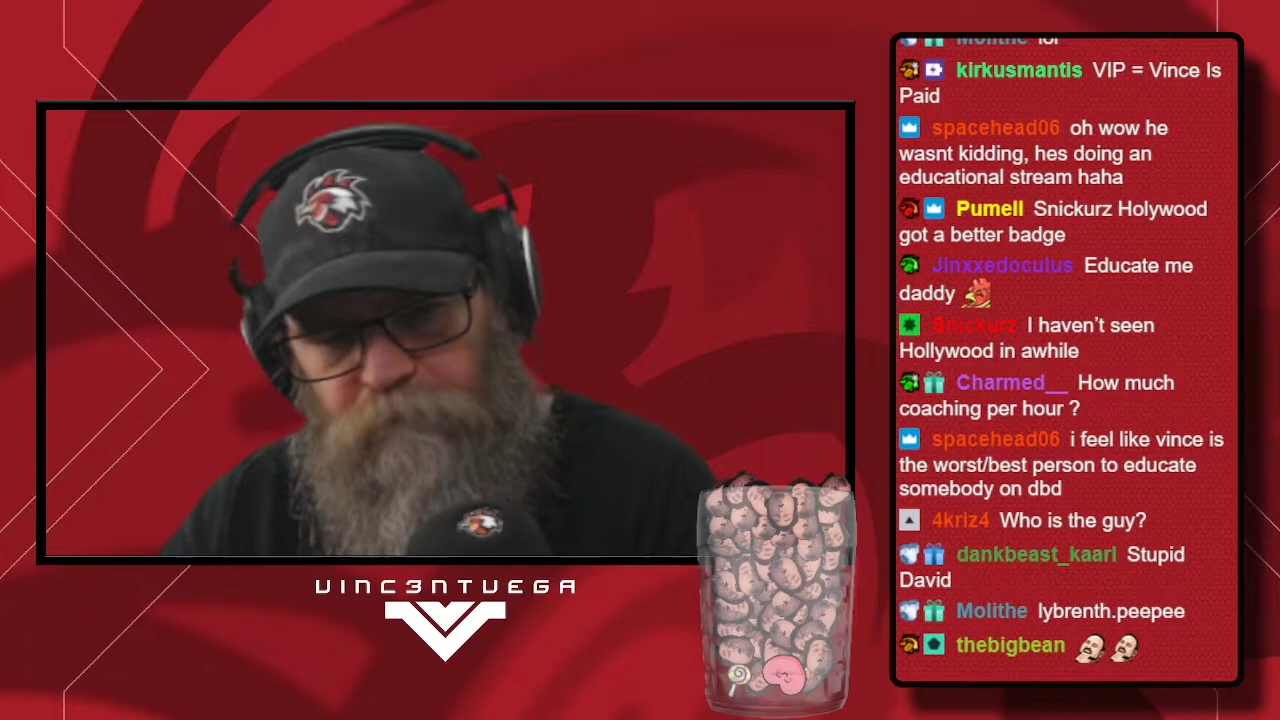 VINC3NTVEGA
Molithe lol
kirkusmantis VIP = Vince Is
Paid
spacehead06 oh wow he
wasnt kidding, hes doing an
educational stream haha
Pumell Snickurz Holywood
got a better badge
Jinxxedoculus Educate me
daddy
Snickurz I haven't seen
Hollywood in awhile
Charmed__ How much
coaching per hour ?
spacehead06 i feel like vince is
the worst/best person to educate
somebody on dbd
4kriz4 Who is the guy?
dankbeast_kaarl Stupid
David
Molithe lybrenth.peepee
thebigbean